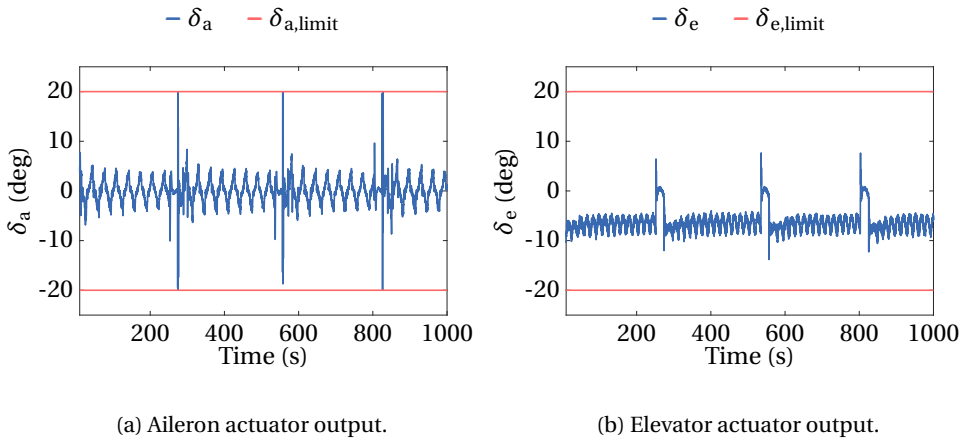 δa δa,limit
δe δe,limit
20
10
0
-10
-20
δa (deg)
200 400 600 800 1000
Time (s)
20
10
0
-10
-20
δe (deg)
200 400 600 800 1000
Time (s)
(a) Aileron actuator output.
(b) Elevator actuator output.